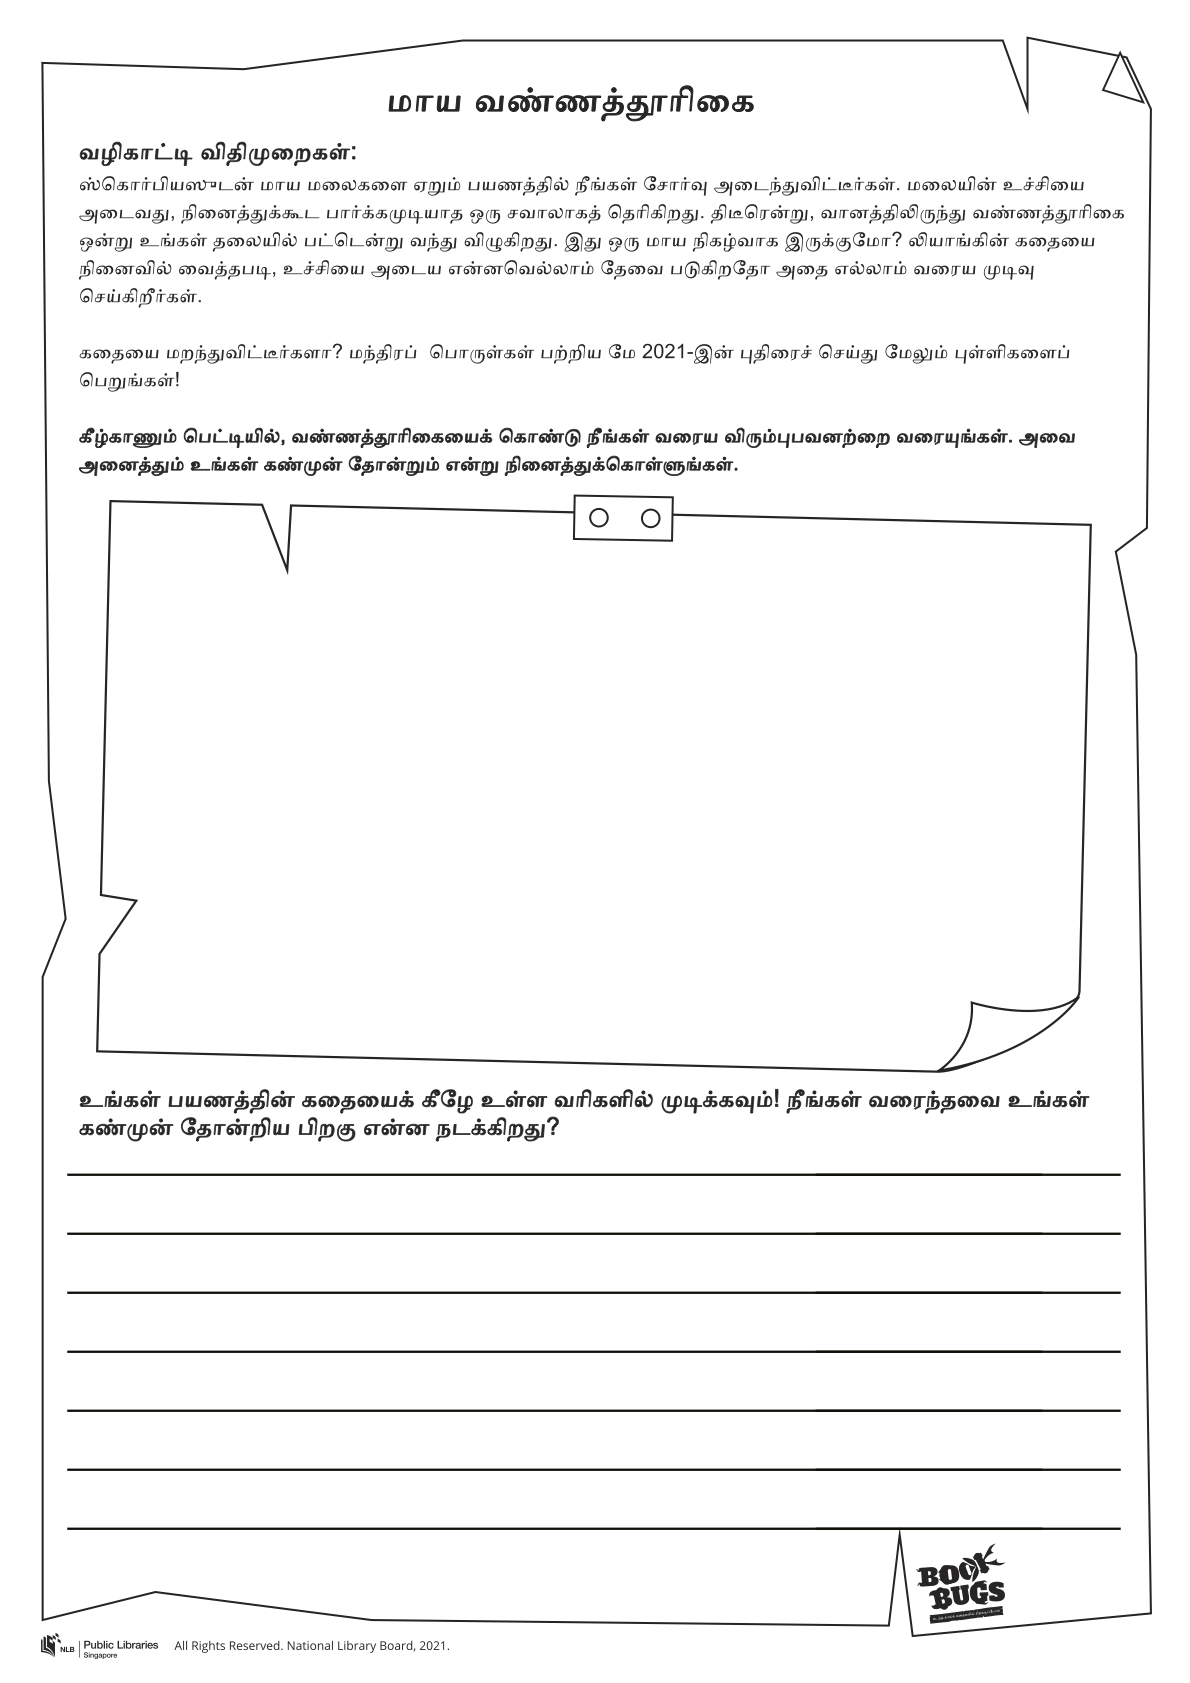 மாய வண்ணத்தூரிகை
வழிகாட்டி விதிமுறைகள்:
ஸ்கொர்பியஸுடன் மாய மலைகளை ஏறும் பயணத்தில் நீங்கள் சோர்வு அடைந்துவிட்டீர்கள். மலையின் உச்சியை
அடைவது, நினைத்துக்கூட பார்க்கமுடியாத ஒரு சவாலாகத் தெரிகிறது. திடீரென்று, வானத்திலிருந்து வண்ணத்தூரிகை
ஒன்று உங்கள் தலையில் பட்டென்று வந்து விழுகிறது. இது ஒரு மாய நிகழ்வாக இருக்குமோ? லியாங்கின் கதையை
நினைவில் வைத்தபடி, உச்சியை அடைய என்னவெல்லாம் தேவை படுகிறதோ அதை எல்லாம் வரைய முடிவு
செய்கிறீர்கள்.
கதையை மறந்துவிட்டீர்களா? மந்திரப் பொருள்கள் பற்றிய மே 2021-இன் புதிரைச் செய்து மேலும் புள்ளிகளைப்
பெறுங்கள்!
கீழ்காணும் பெட்டியில், வண்ணத்தூரிகையைக் கொண்டு நீங்கள் வரைய விரும்புபவனற்றை வரையுங்கள். அவை
அனைத்தும் உங்கள் கண்முன் தோன்றும் என்று நினைத்துக்கொள்ளுங்கள்.
உங்கள் பயணத்தின் கதையைக் கீழே உள்ள வரிகளில் முடிக்கவும்! நீங்கள் வரைந்தவை உங்கள்
கண்முன் தோன்றிய பிறகு என்ன நடக்கிறது?
BOOK
BUGS
NLB Public Libraries
Singapore
All Rights Reserved. National Library Board, 2021.